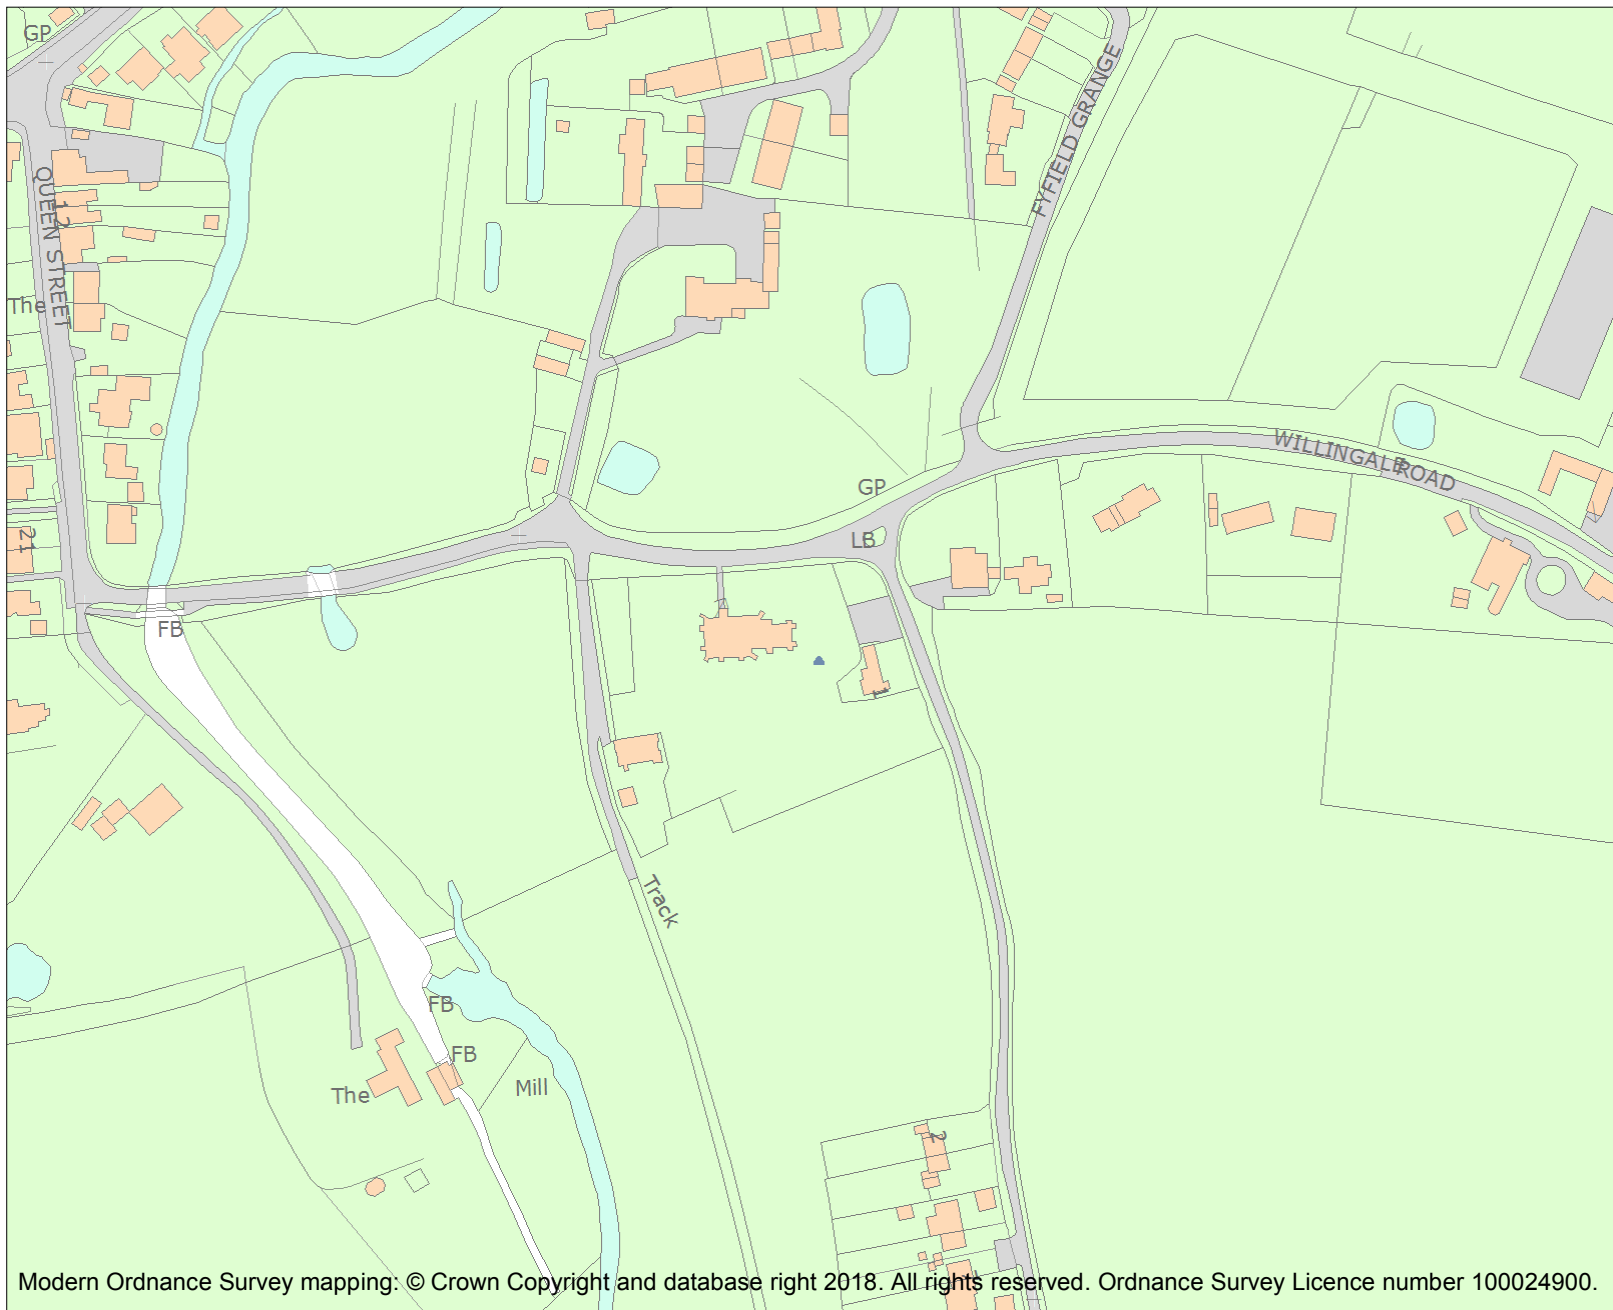 GP
FYFIELD GRANGE
QUEEN STREET
12
The
WILLINGALE ROAD
GP
LB
21
FB
1
Track
FB
FB
The
Mill
2
Modern Ordnance Survey mapping: © Crown Copyright and database right 2018. All rights reserved. Ordnance Survey Licence number 100024900.